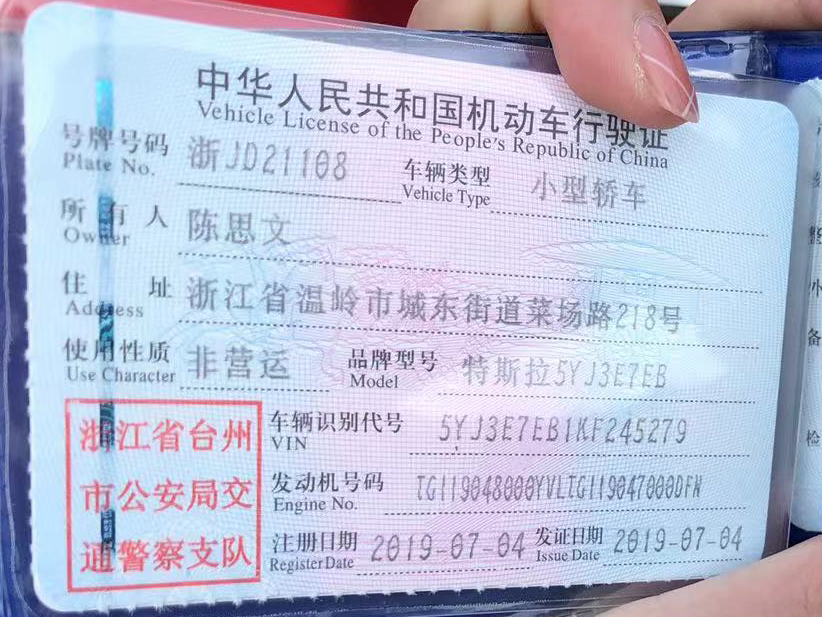 中华人民共和国机动车行驶证
Vehicle License of the People's Republic of China
号牌号码 浙JD21108 车辆类型 小型轿车
Plate No. Vehicle Type
所有人 陈思文
Owner
住址 浙江省温岭市城东街道菜场路218号
Address
使用性质 非营运 品牌型号 特斯拉5YJ3E7EB
Use Character Model
浙江省台州
市公安局交
通警察支队
车辆识别代号 5YJ3E7EB1KF245279
VIN
发动机号码 TG119048000YVLTG119047000DFN
Engine No.
注册日期 2019-07-04 发证日期 2019-07-04
Register Date Issue Date